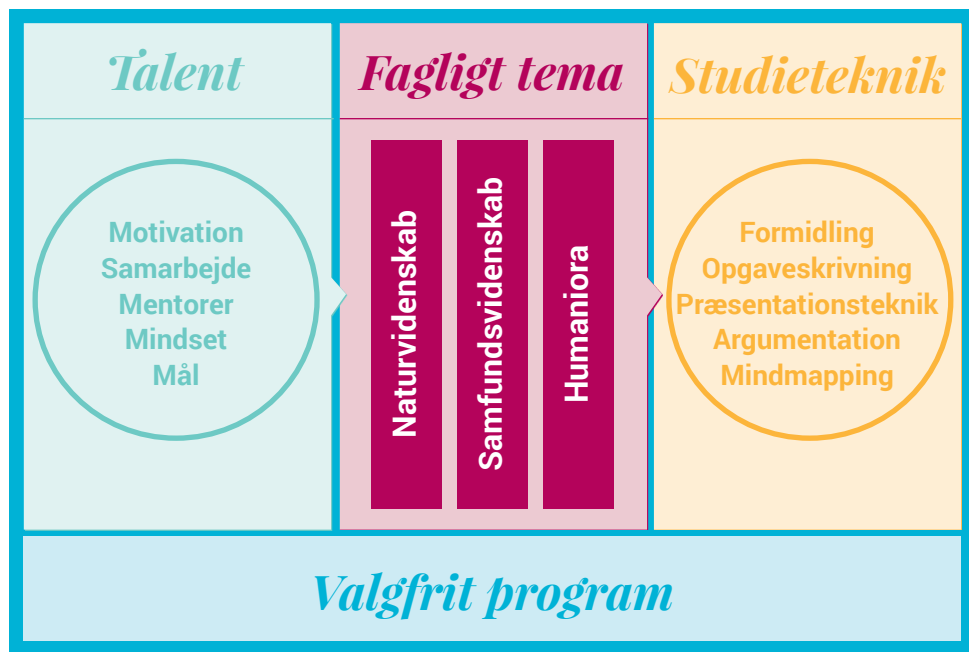 Talent
Motivation
Samarbejde
Mentorer
Mindset
Mål
Fagligt tema
Naturvidenskab
Samfundsvidenskab
Humaniora
Studieteknik
Formidling
Opgaveskrivning
Præsentationsteknik
Argumentation
Mindmapping
Valgfrit program